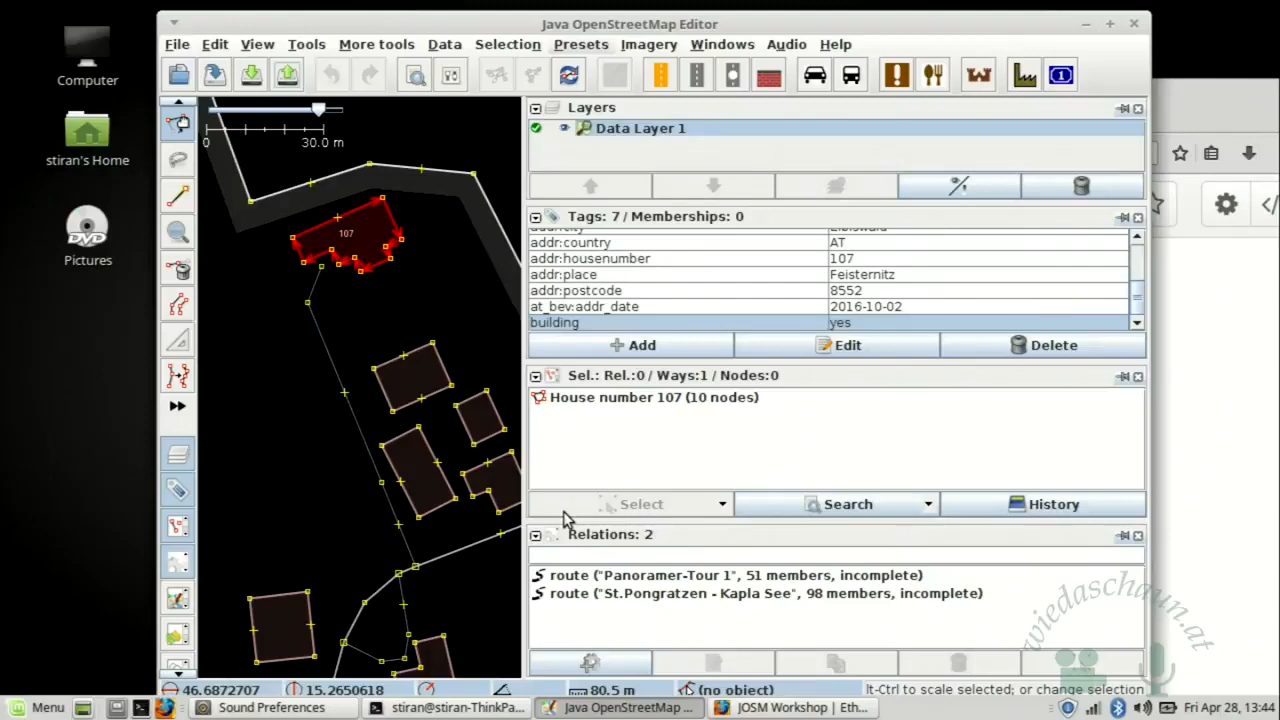 Java OpenStreetMap Editor
File Edit View Tools More tools Data Selection Presets Imagery Windows Audio Help
Computer
stiran's Home
DVD
Pictures
0 30.0 m
107
Layers
Data Layer 1
Tags: 7 / Memberships: 0
addr:country AT
addr:housenumber 107
addr:place Feisternitz
addr:postcode 8552
at_bev:addr_date 2016-10-02
building yes
Add Edit Delete
Sel.: Rel.:0 / Ways:1 / Nodes:0
House number 107 (10 nodes)
Select Search History
Relations: 2
route ("Panoramer-Tour 1", 51 members, incomplete)
route ("St.Pongratzen - Kapla See", 98 members, incomplete)
wiedaschaun.at
46.6872707 15.2650618 80.5 m (no object) lt-Ctrl to scale selected; or change selection
Menu Sound Preferences stiran@stiran-ThinkPa... Java OpenStreetMap ... JOSM Workshop | Eth... Fri Apr 28, 13:44